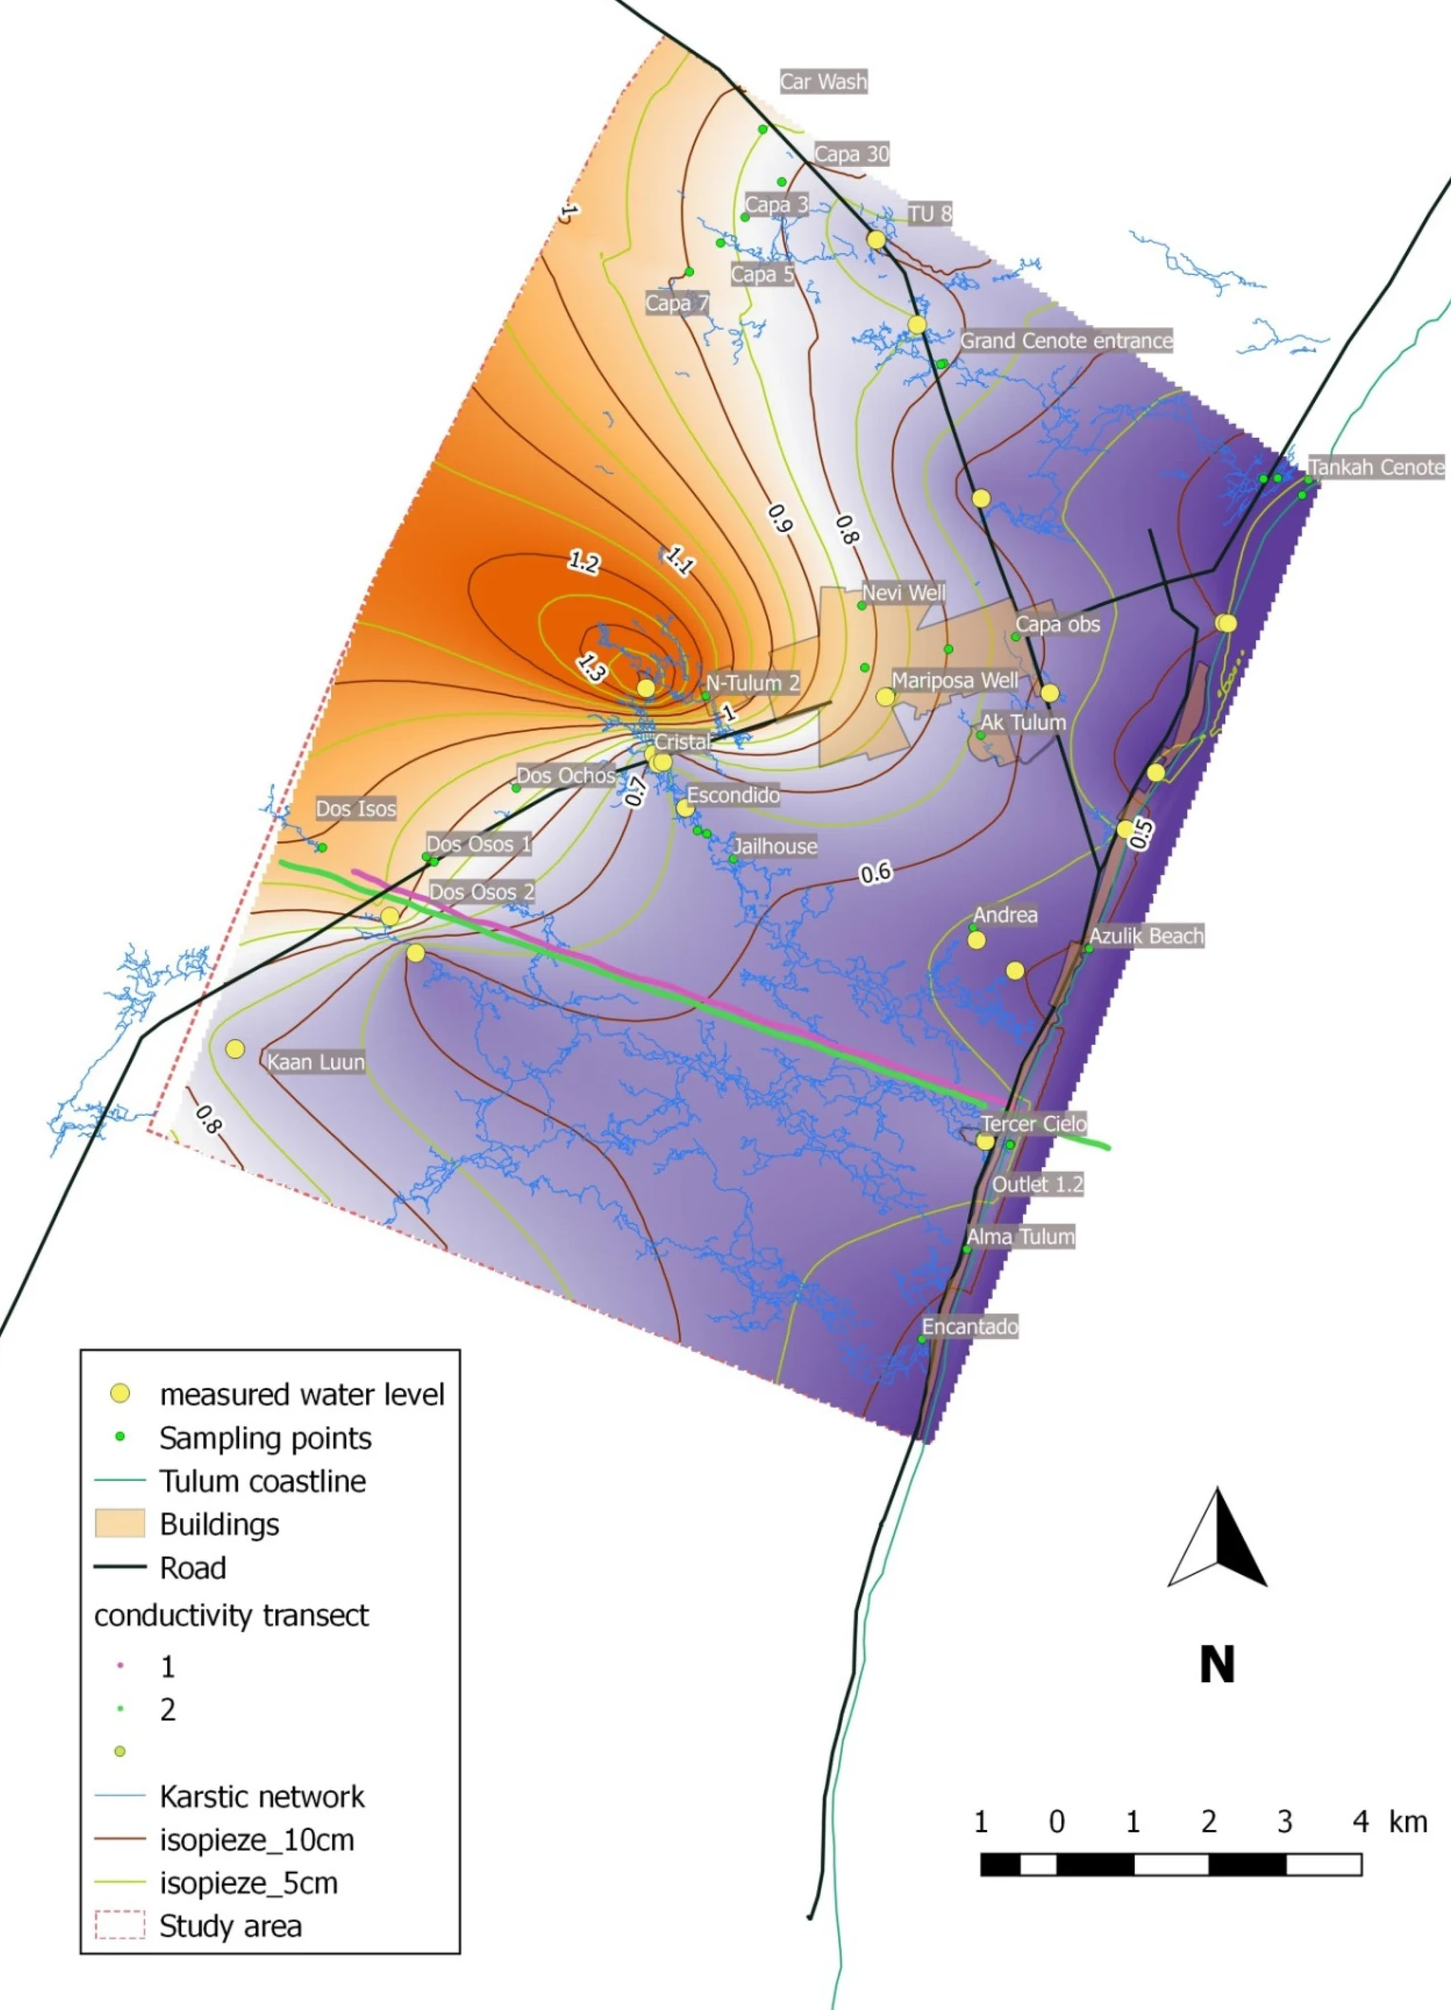 Car Wash
Capa 30
Capa 3
TU 8
1
Capa 5
Capa 7
Grand Cenote entrance
Tankah Cenote
0.9
0.8
1.2
1.1
Nevi Well
Capa obs
1.3
N-Tulum 2
Mariposa Well
1
Ak Tulum
Cristal
Dos Ochos
0.7
Escondido
Dos Isos
0.5
Dos Osos 1
Jailhouse
0.6
Dos Osos 2
Andrea
Azulik Beach
Kaan Luun
0.8
Tercer Cielo
Outlet 1.2
Alma Tulum
Encantado
measured water level
Sampling points
Tulum coastline
Buildings
Road
conductivity transect
1
2
Karstic network
isopieze_10cm
isopieze_5cm
Study area
N
1 0 1 2 3 4 km